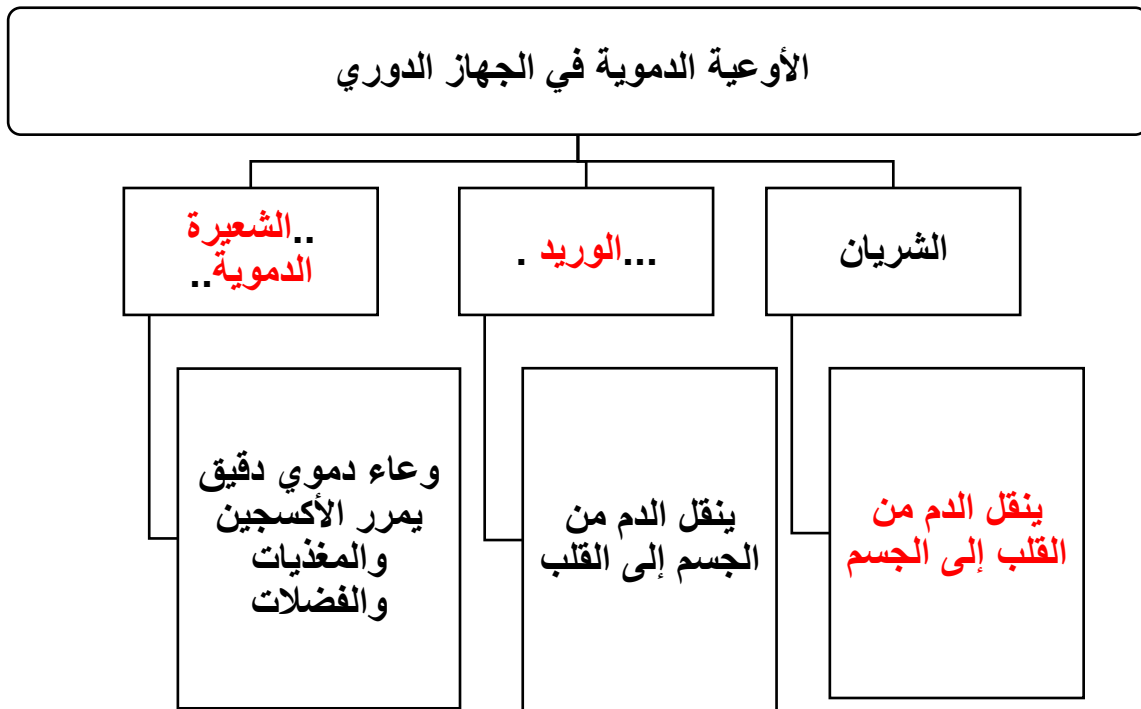 الأوعية الدموية في الجهاز الدوري
الشريان
...الوريد .
..الشعيرة
الدموية..
ينقل الدم من
القلب إلى الجسم
ينقل الدم من
الجسم إلى القلب
وعاء دموي دقيق
يمرر الأكسجين
والمغذيات
والفضلات